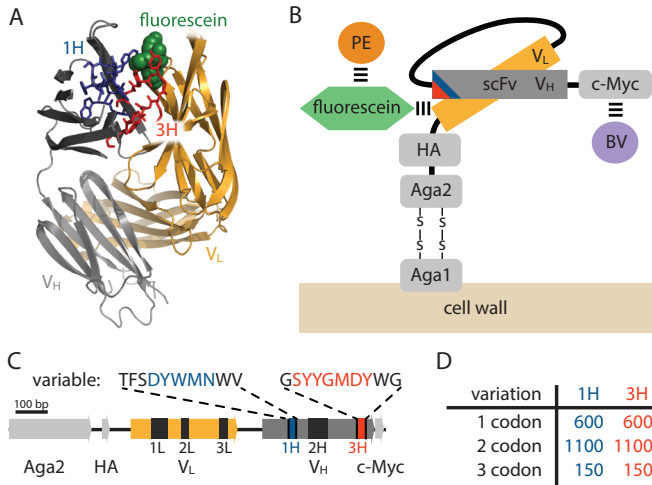 A
fluorescein
1H
3H
VL
VH
B
PE
fluorescein
VL
scFv VH
c-Myc
BV
HA
Aga2
S S
S S
Aga1
cell wall
C
variable: TFSDYWMNWV GSYYGMDYWG
100 bp
1L 2L 3L 1H 2H 3H
Aga2 HA VL VH c-Myc
D
variation 1H 3H
1 codon 600 600
2 codon 1100 1100
3 codon 150 150